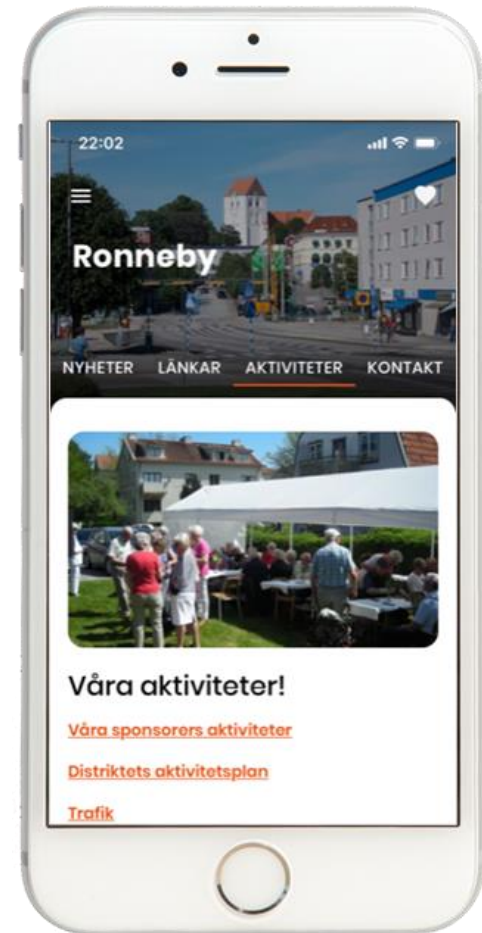 22:02
Ronneby
NYHETER LÄNKAR AKTIVITETER KONTAKT
Våra aktiviteter!
Våra sponsorers aktiviteter
Distriktets aktivitetsplan
Trafik